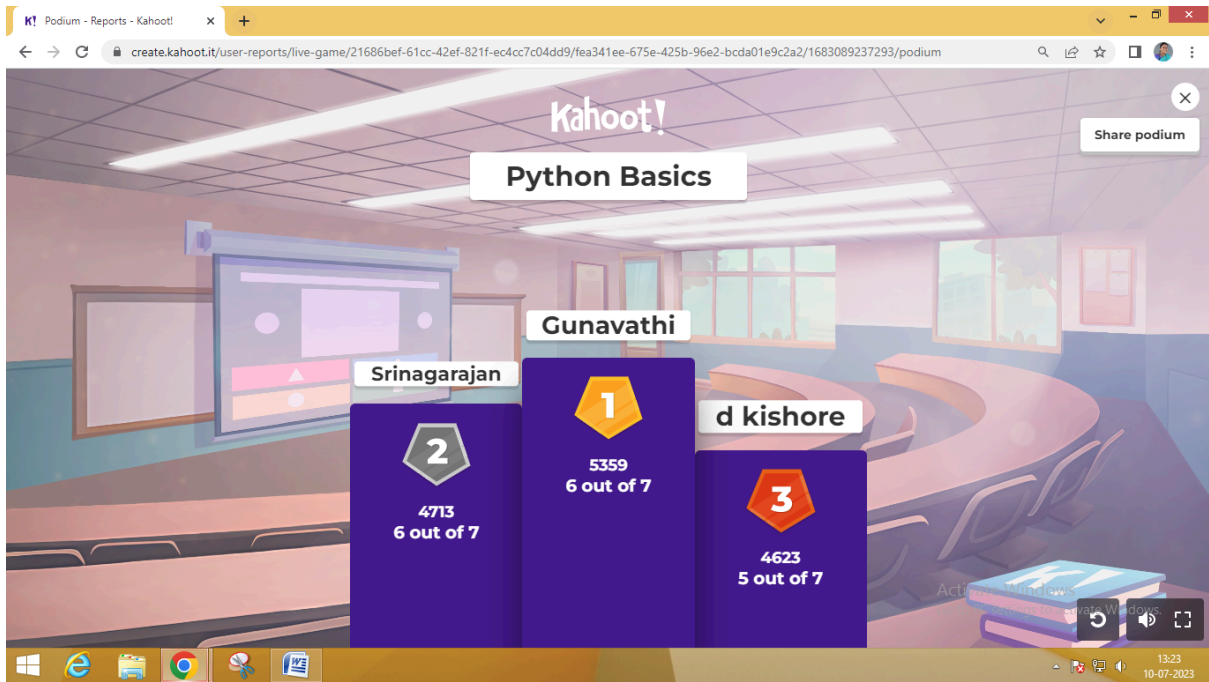 K! Podium - Reports - Kahoot!
create.kahoot.it/user-reports/live-game/21686bef-61cc-42ef-821f-ec4cc7c04dd9/fea341ee-675e-425b-96e2-bcda01e9c2a2/1683089237293/podium
Kahoot!
Share podium
Python Basics
Gunavathi
Srinagarajan
d kishore
1
5359
6 out of 7
2
4713
6 out of 7
3
4623
5 out of 7
K!
Windows
13:23
10-07-2023